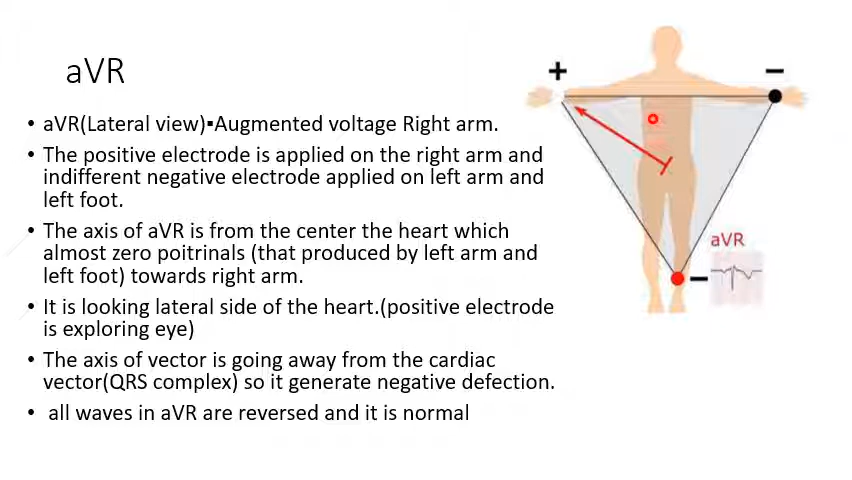 aVR
• aVR(Lateral view)▪Augmented voltage Right arm.
• The positive electrode is applied on the right arm and
indifferent negative electrode applied on left arm and
left foot.
• The axis of aVR is from the center the heart which
almost zero poitrinals (that produced by left arm and
left foot) towards right arm.
• It is looking lateral side of the heart.(positive electrode
is exploring eye)
• The axis of vector is going away from the cardiac
vector(QRS complex) so it generate negative defection.
• all waves in aVR are reversed and it is normal
+
−
aVR
−